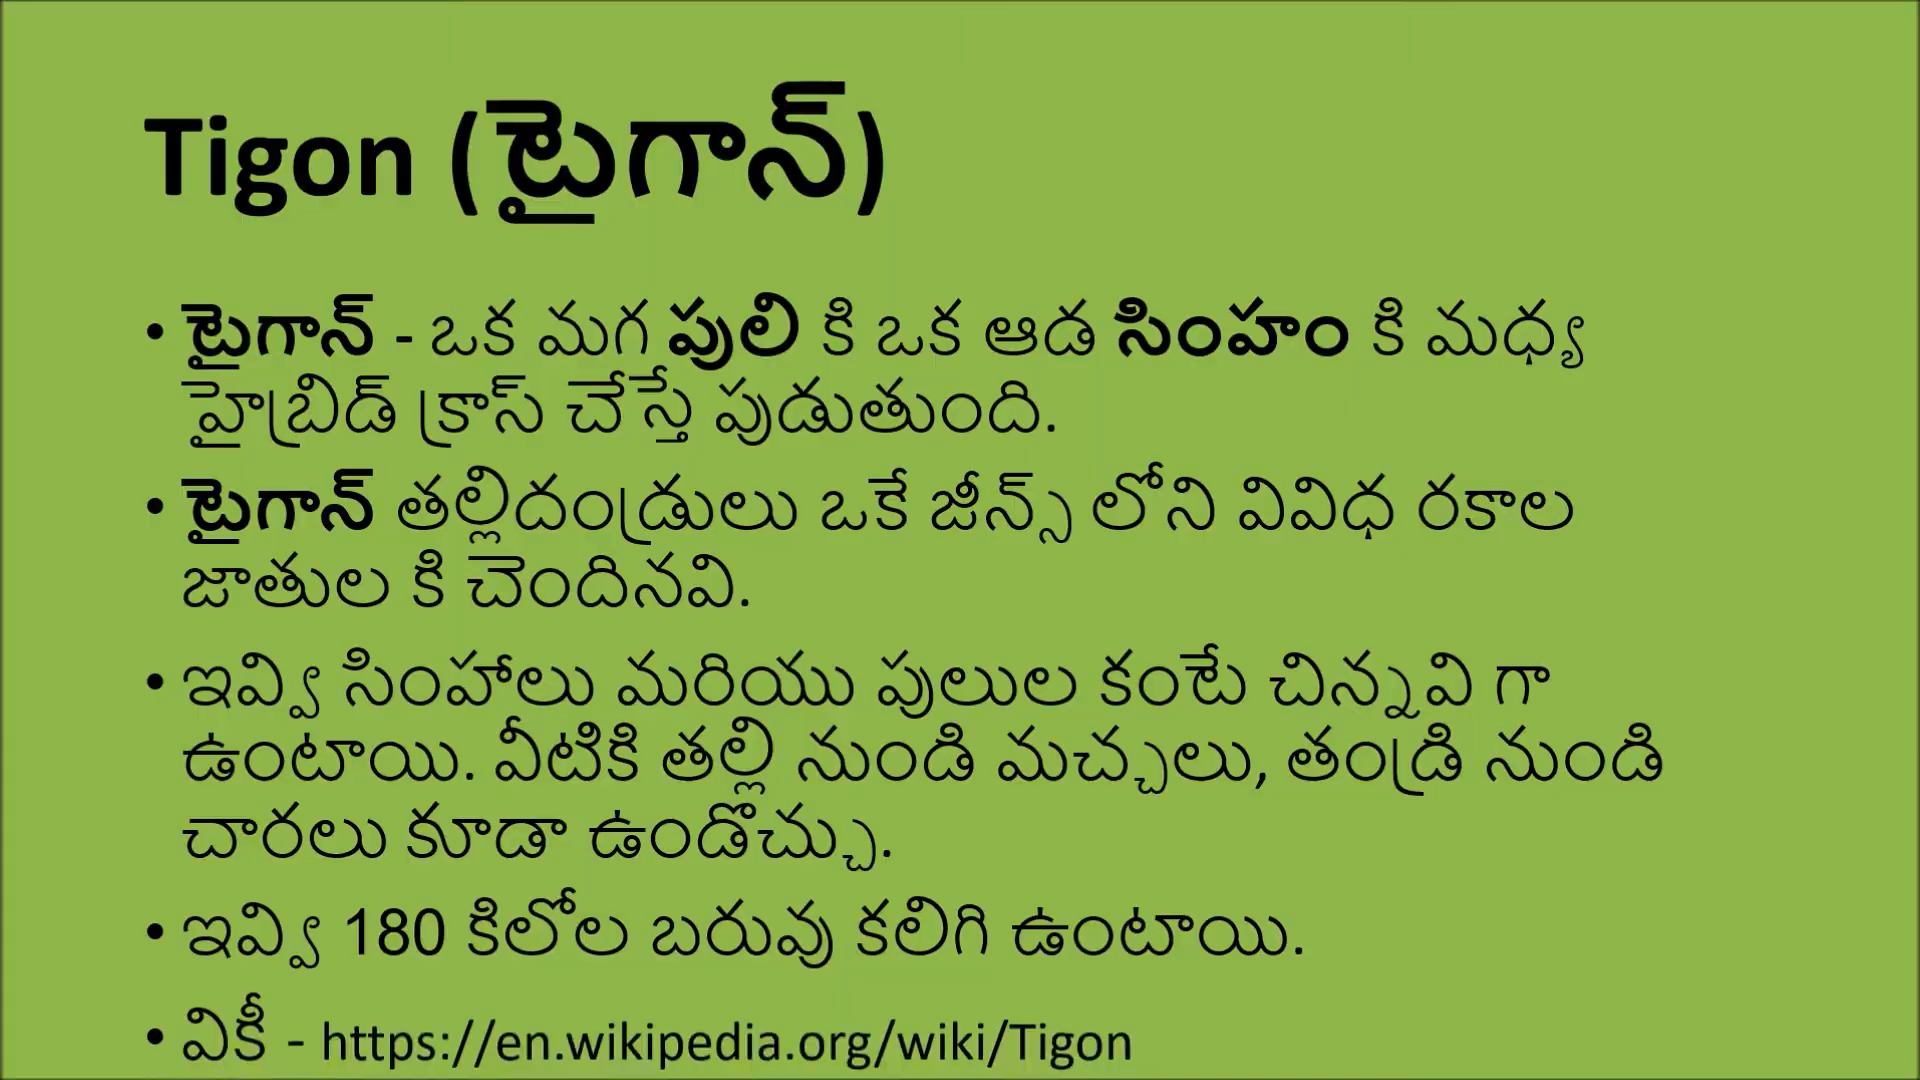 Tigon (టైగాన్)
• టైగాన్ - ఒక మగ పులి కి ఒక ఆడ సింహం కి మధ్య
హైబ్రిడ్ క్రాస్ చేస్తే పుడుతుంది.
• టైగాన్ తల్లిదండ్రులు ఒకే జీన్స్ లోని వివిధ రకాల
జాతుల కి చెందినవి.
• ఇవ్వి సింహాలు మరియు పులుల కంటే చిన్నవి గా
ఉంటాయి. వీటికి తల్లి నుండి మచ్చలు, తండ్రి నుండి
చారలు కూడా ఉండొచ్చు.
• ఇవ్వి 180 కిలోల బరువు కలిగి ఉంటాయి.
• వికీ - https://en.wikipedia.org/wiki/Tigon